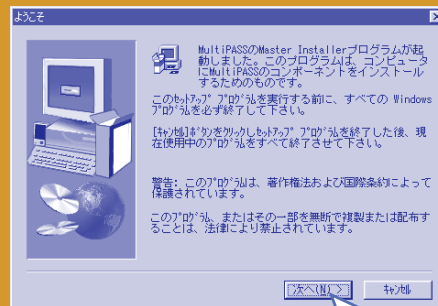 ようこそ
MultiPASSのMaster Installerプログラムが起
動しました。このプログラムは、コンピュータ
にMultiPASSのコンポーネントをインストール
するためのものです。
このｾｯﾄｱｯﾌﾟ ﾌﾟﾛｸﾞﾗﾑを実行する前に、すべての Windows
ﾌﾟﾛｸﾞﾗﾑを必ず終了して下さい。
[ｷｬﾝｾﾙ]ﾎﾞﾀﾝをｸﾘｯｸしｾｯﾄｱｯﾌﾟ ﾌﾟﾛｸﾞﾗﾑを終了した後、現
在使用中のﾌﾟﾛｸﾞﾗﾑをすべて終了させて下さい。
警告: このﾌﾟﾛｸﾞﾗﾑは、著作権法および国際条約によって
保護されています。
このﾌﾟﾛｸﾞﾗﾑ、またはその一部を無断で複製または配布す
ることは、法律により禁止されています。
次へ(N) >
ｷｬﾝｾﾙ